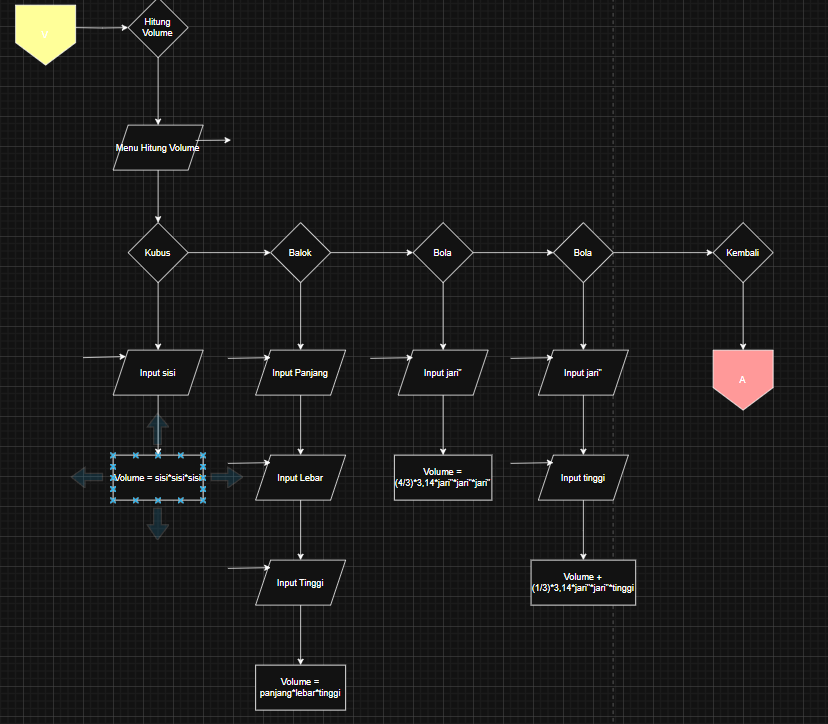 Hitung
Volume
Menu Hitung Volume
Kubus
Balok
Bola
Bola
Kembali
Input sisi
Input Panjang
Input jari"
Input jari"
A
Volume = sisi*sisi*sisi
Input Lebar
Volume =
(4/3)*3,14*jari"*jari"*jari"
Input tinggi
Input Tinggi
Volume +
(1/3)*3,14*jari"*jari"*tinggi
Volume =
panjang*lebar*tinggi